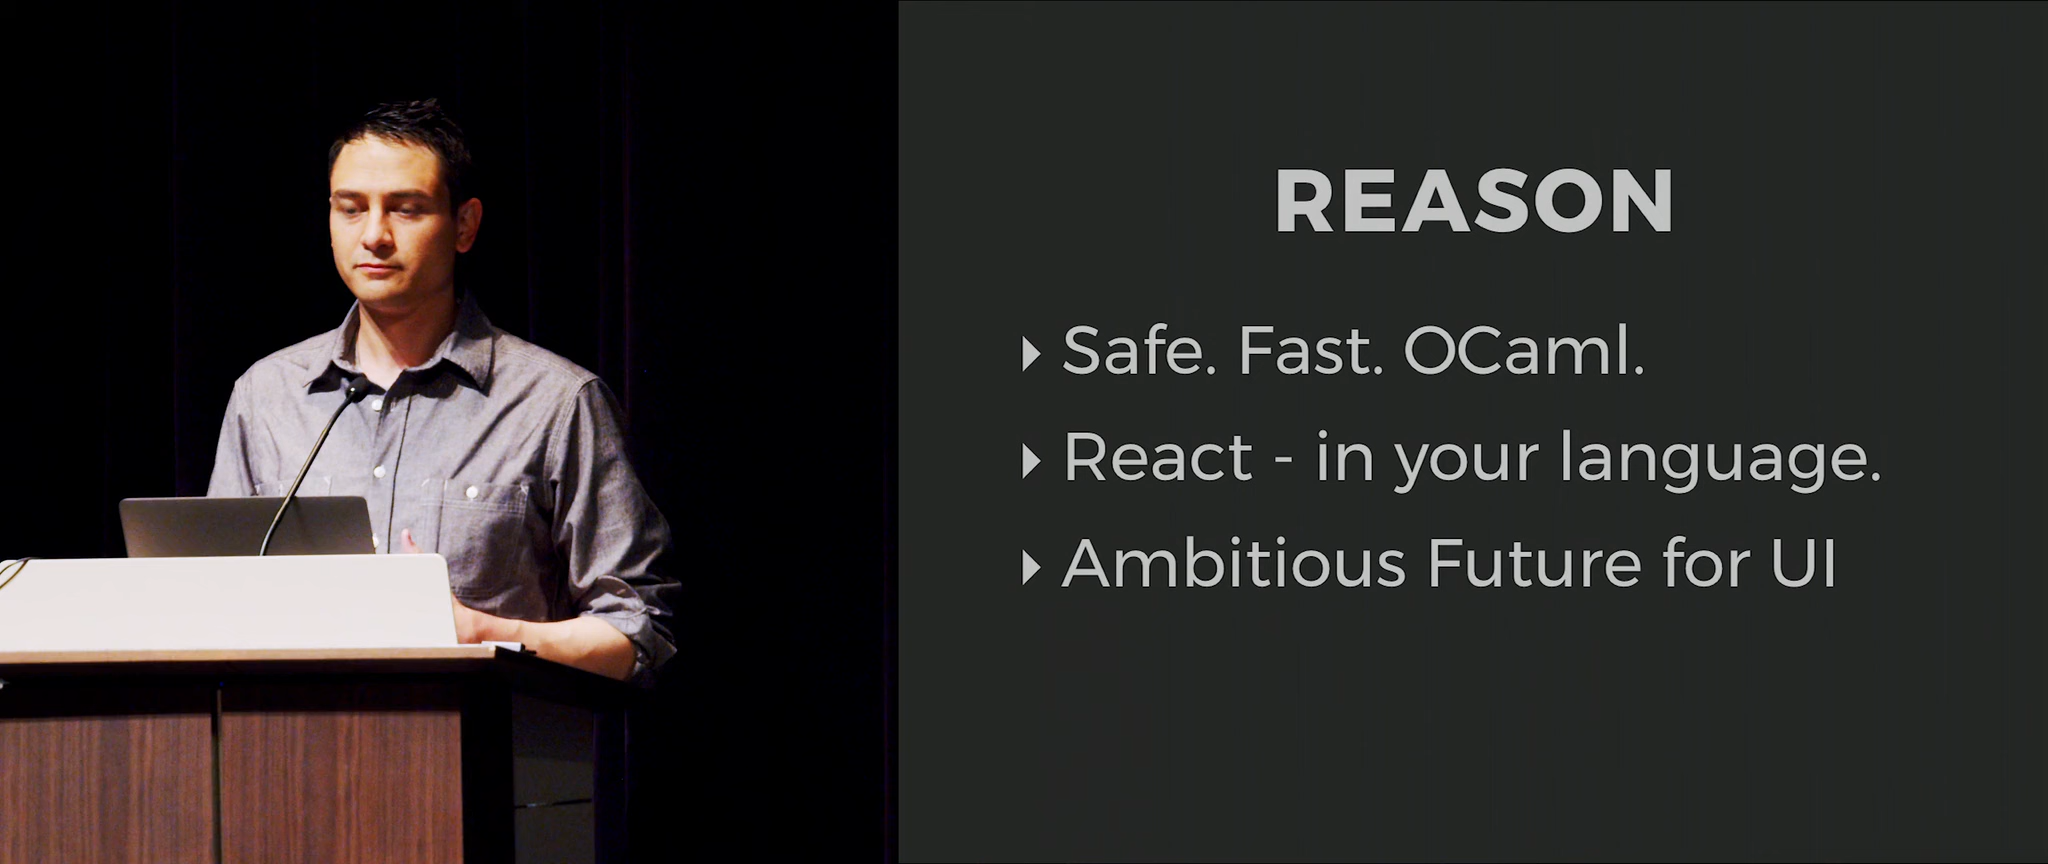 REASON
Safe. Fast. OCaml.
React - in your language.
Ambitious Future for UI